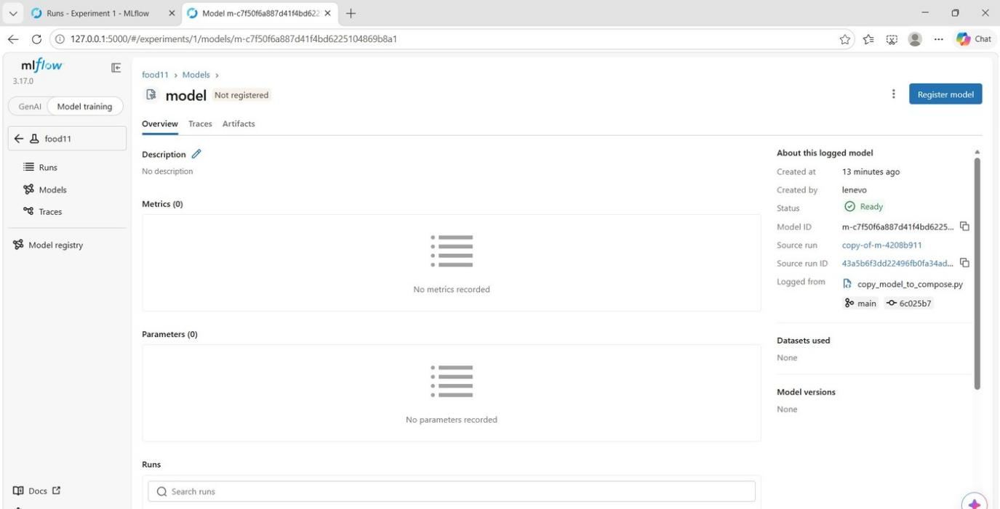 Runs - Experiment 1 - MLflow
Model m-c7f50f6a887d41f4bd622
127.0.0.1:5000/#/experiments/1/models/m-c7f50f6a887d41f4bd6225104869b8a1
Chat
mlflow
3.17.0
GenAI
Model training
food11
Runs
Models
Traces
Model registry
Docs
food11 › Models ›
model
Not registered
Register model
Overview
Traces
Artifacts
Description
No description
Metrics (0)
No metrics recorded
Parameters (0)
No parameters recorded
Runs
Search runs
About this logged model
Created at 13 minutes ago
Created by lenevo
Status Ready
Model ID m-c7f50f6a887d41f4bd6225...
Source run copy-of-m-4208b911
Source run ID 43a5b6f3dd22496fb0fa34ad...
Logged from copy_model_to_compose.py
main 6c025b7
Datasets used
None
Model versions
None